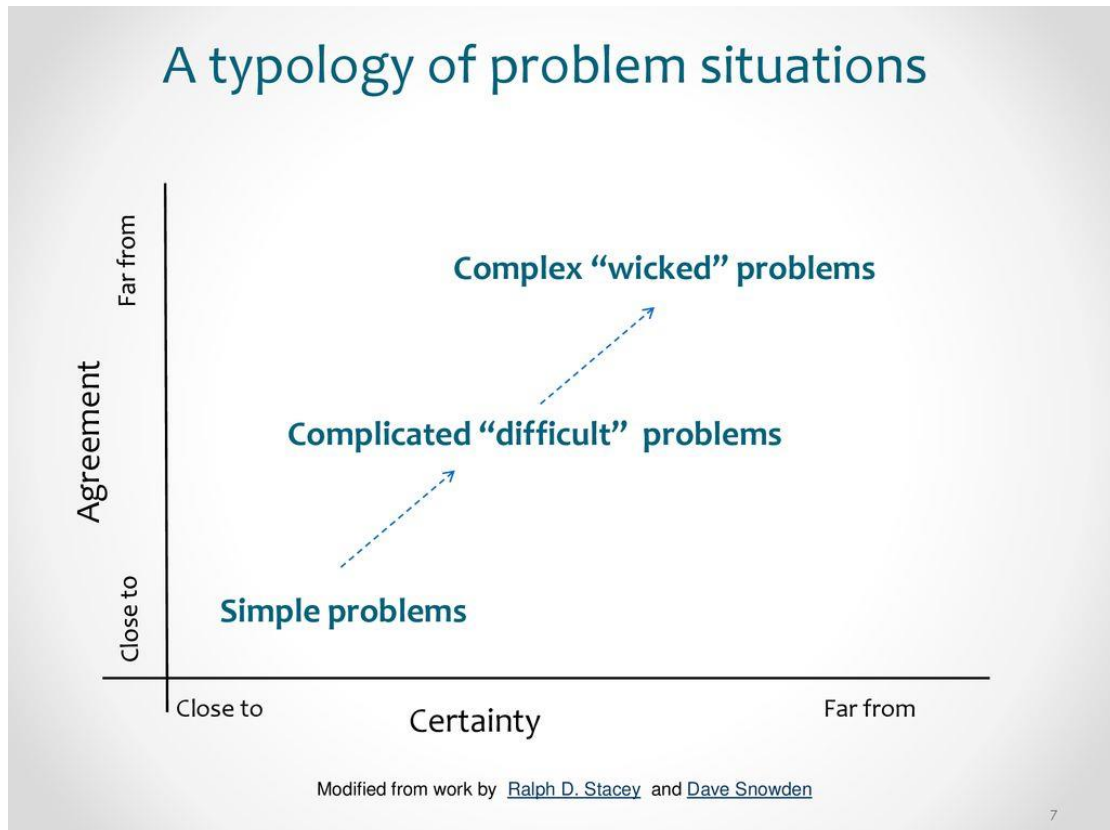 A typology of problem situations
Far from
Complex “wicked” problems
Agreement
Complicated “difficult” problems
Close to
Simple problems
Close to
Certainty
Far from
Modified from work by Ralph D. Stacey and Dave Snowden
7